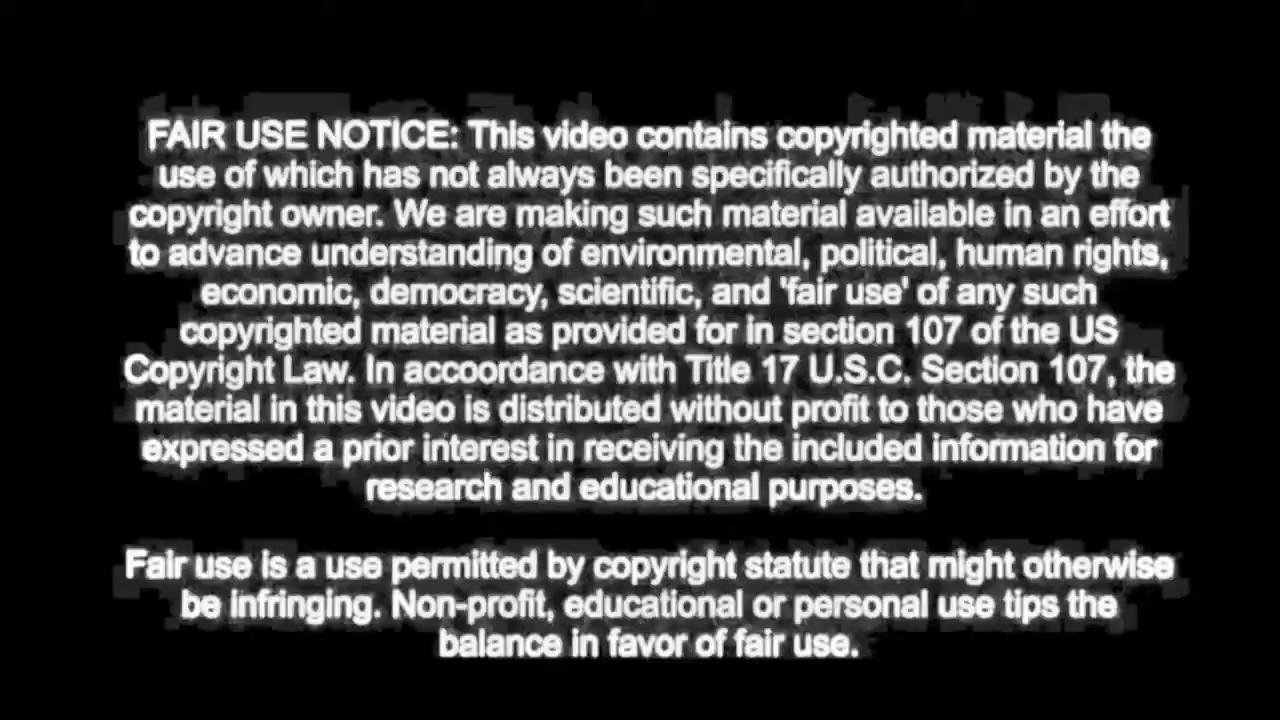 FAIR USE NOTICE: This video contains copyrighted material the
use of which has not always been specifically authorized by the
copyright owner. We are making such material available in an effort
to advance understanding of environmental, political, human rights,
economic, democracy, scientific, and 'fair use' of any such
copyrighted material as provided for in section 107 of the US
Copyright Law. In accoordance with Title 17 U.S.C. Section 107, the
material in this video is distributed without profit to those who have
expressed a prior interest in receiving the included information for
research and educational purposes.
Fair use is a use permitted by copyright statute that might otherwise
be infringing. Non-profit, educational or personal use tips the
balance in favor of fair use.